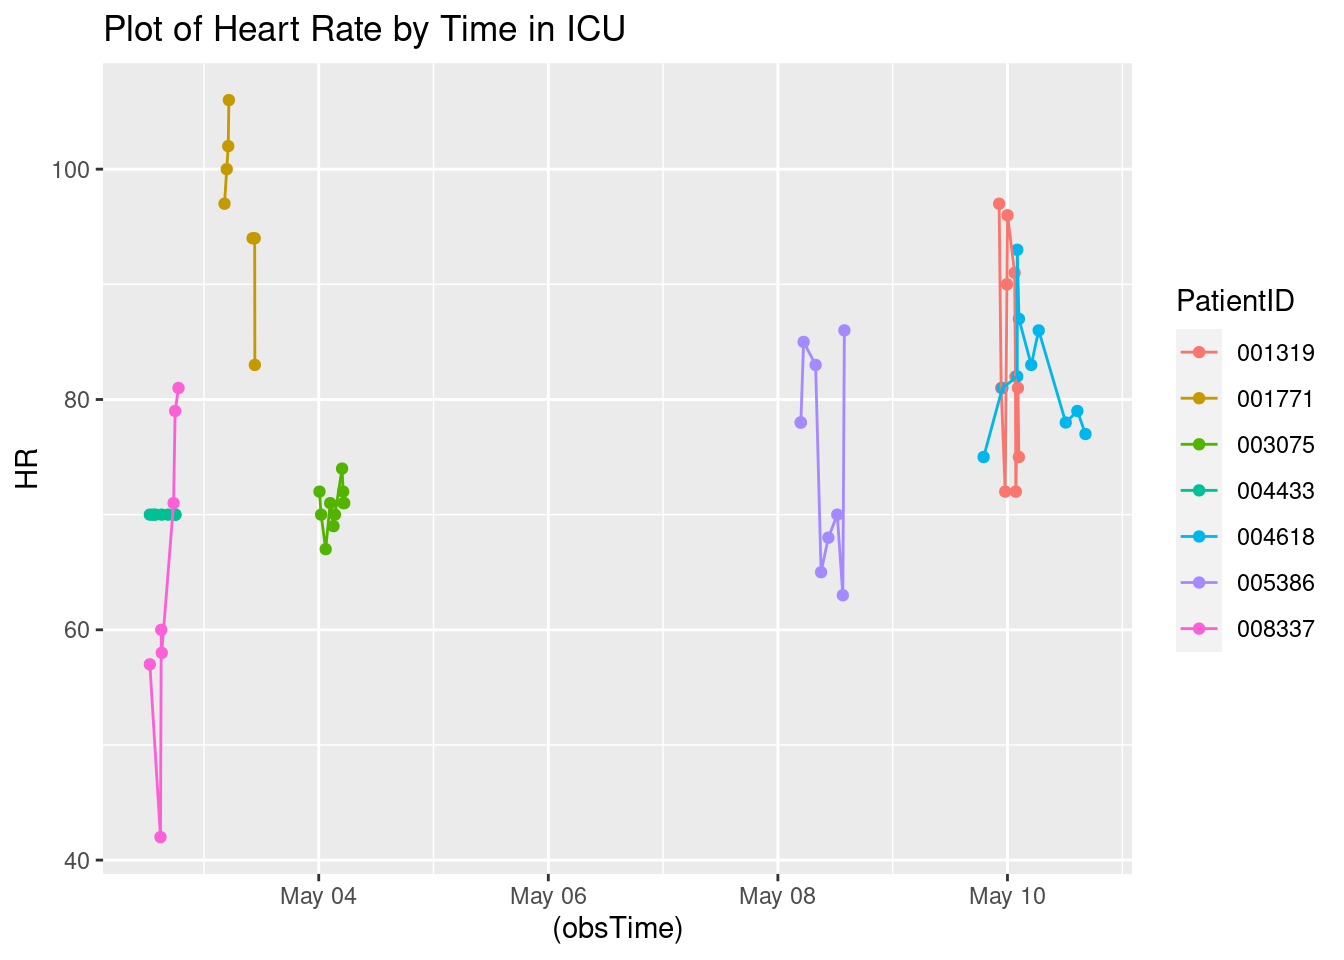 Plot of Heart Rate by Time in ICU
HR
100
80
60
40
May 04
May 06
May 08
May 10
(obsTime)
PatientID
001319
001771
003075
004433
004618
005386
008337